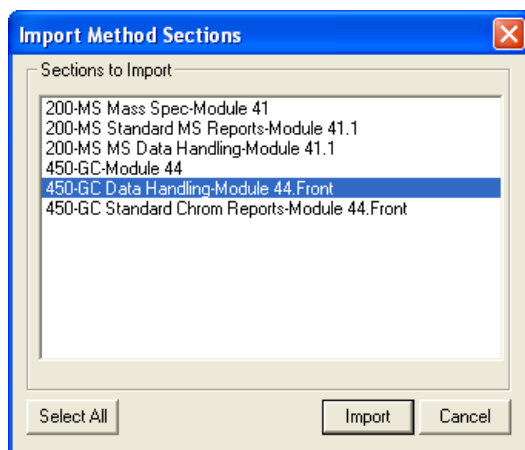 Import Method Sections
Sections to Import
200-MS Mass Spec-Module 41
200-MS Standard MS Reports-Module 41.1
200-MS MS Data Handling-Module 41.1
450-GC-Module 44
450-GC Data Handling-Module 44.Front
450-GC Standard Chrom Reports-Module 44.Front
Select All
Import
Cancel